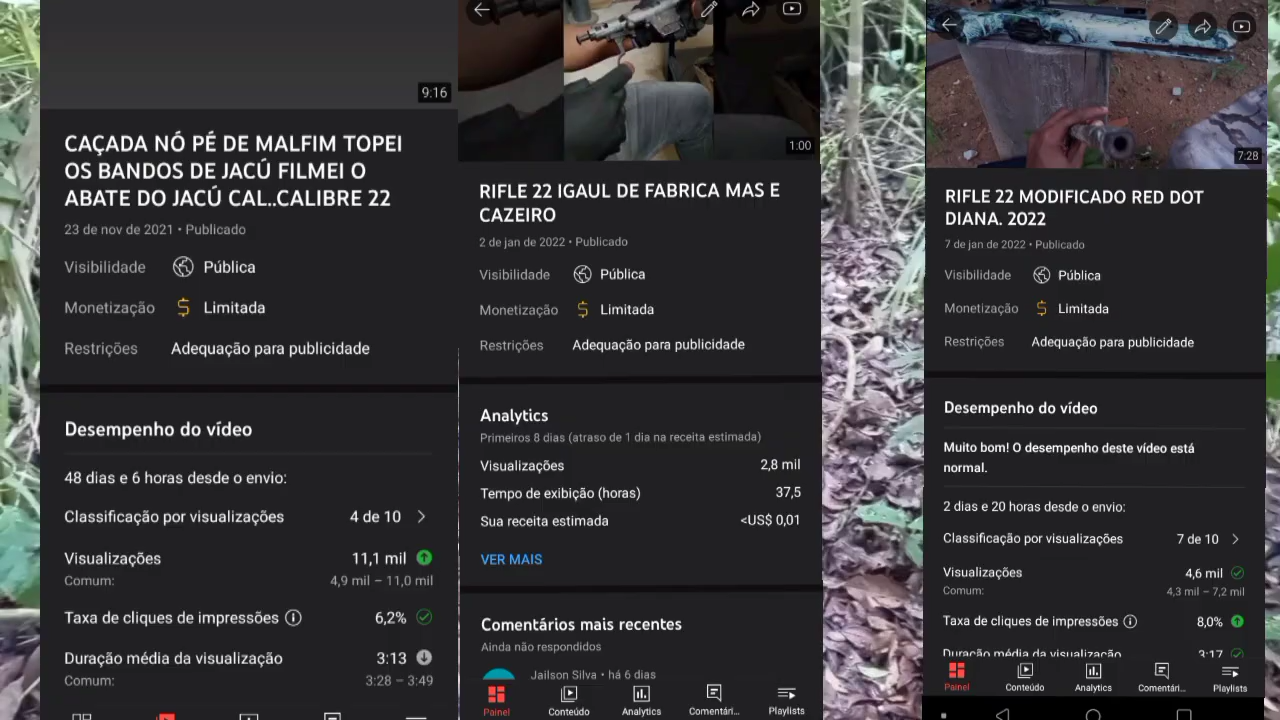 9:16
CAÇADA NÓ PÉ DE MALFIM TOPEI
OS BANDOS DE JACÚ FILMEI O
ABATE DO JACÚ CAL..CALIBRE 22
23 de nov de 2021 • Publicado
Visibilidade Pública
Monetização Limitada
Restrições Adequação para publicidade
Desempenho do vídeo
48 dias e 6 horas desde o envio:
Classificação por visualizações 4 de 10
Visualizações 11,1 mil
Comum: 4,9 mil – 11,0 mil
Taxa de cliques de impressões 6,2%
Duração média da visualização 3:13
Comum: 3:28 – 3:49
1:00
RIFLE 22 IGAUL DE FABRICA MAS E
CAZEIRO
2 de jan de 2022 • Publicado
Visibilidade Pública
Monetização Limitada
Restrições Adequação para publicidade
Analytics
Primeiros 8 dias (atraso de 1 dia na receita estimada)
Visualizações 2,8 mil
Tempo de exibição (horas) 37,5
Sua receita estimada <US$ 0,01
VER MAIS
Comentários mais recentes
Ainda não respondidos
Jailson Silva • há 6 dias
Painel Conteúdo Analytics Comentári... Playlists
7:28
RIFLE 22 MODIFICADO RED DOT
DIANA. 2022
7 de jan de 2022 • Publicado
Visibilidade Pública
Monetização Limitada
Restrições Adequação para publicidade
Desempenho do vídeo
Muito bom! O desempenho deste vídeo está
normal.
2 dias e 20 horas desde o envio:
Classificação por visualizações 7 de 10
Visualizações 4,6 mil
Comum: 4,3 mil – 7,2 mil
Taxa de cliques de impressões 8,0%
Duração média da visualização 3:17
Painel Conteúdo Analytics Comentári... Playlists